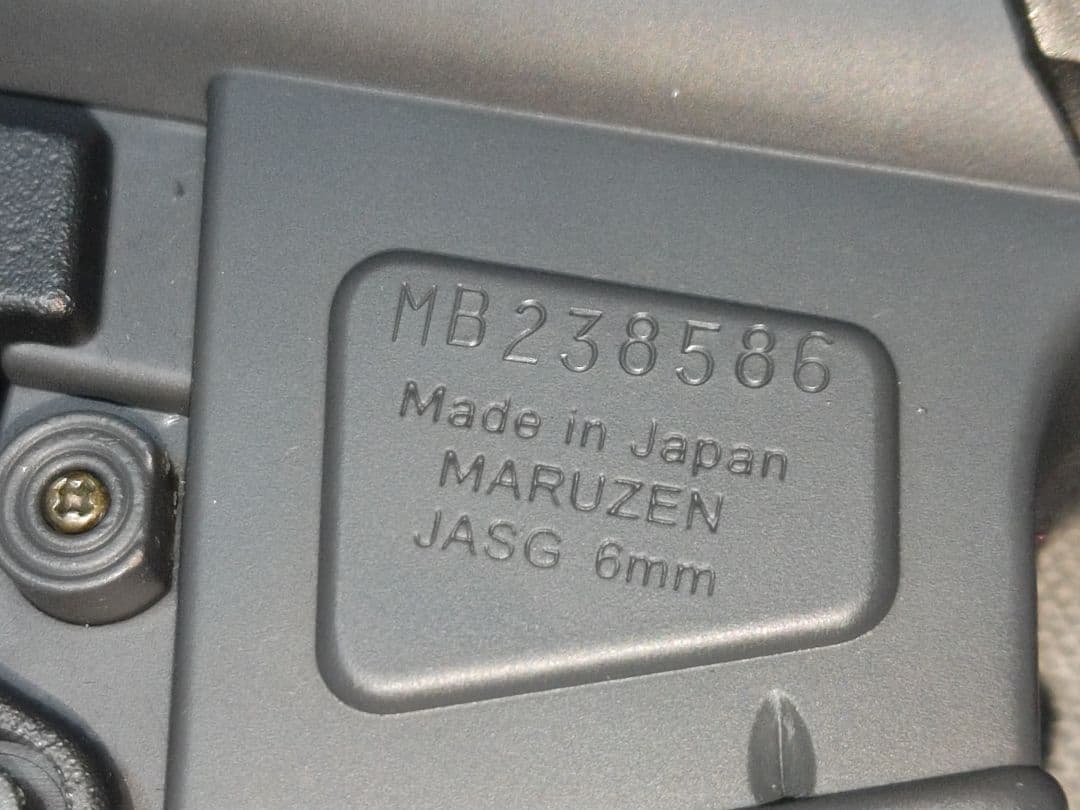 MB238586
Made in Japan
MARUZEN
JASG 6mm